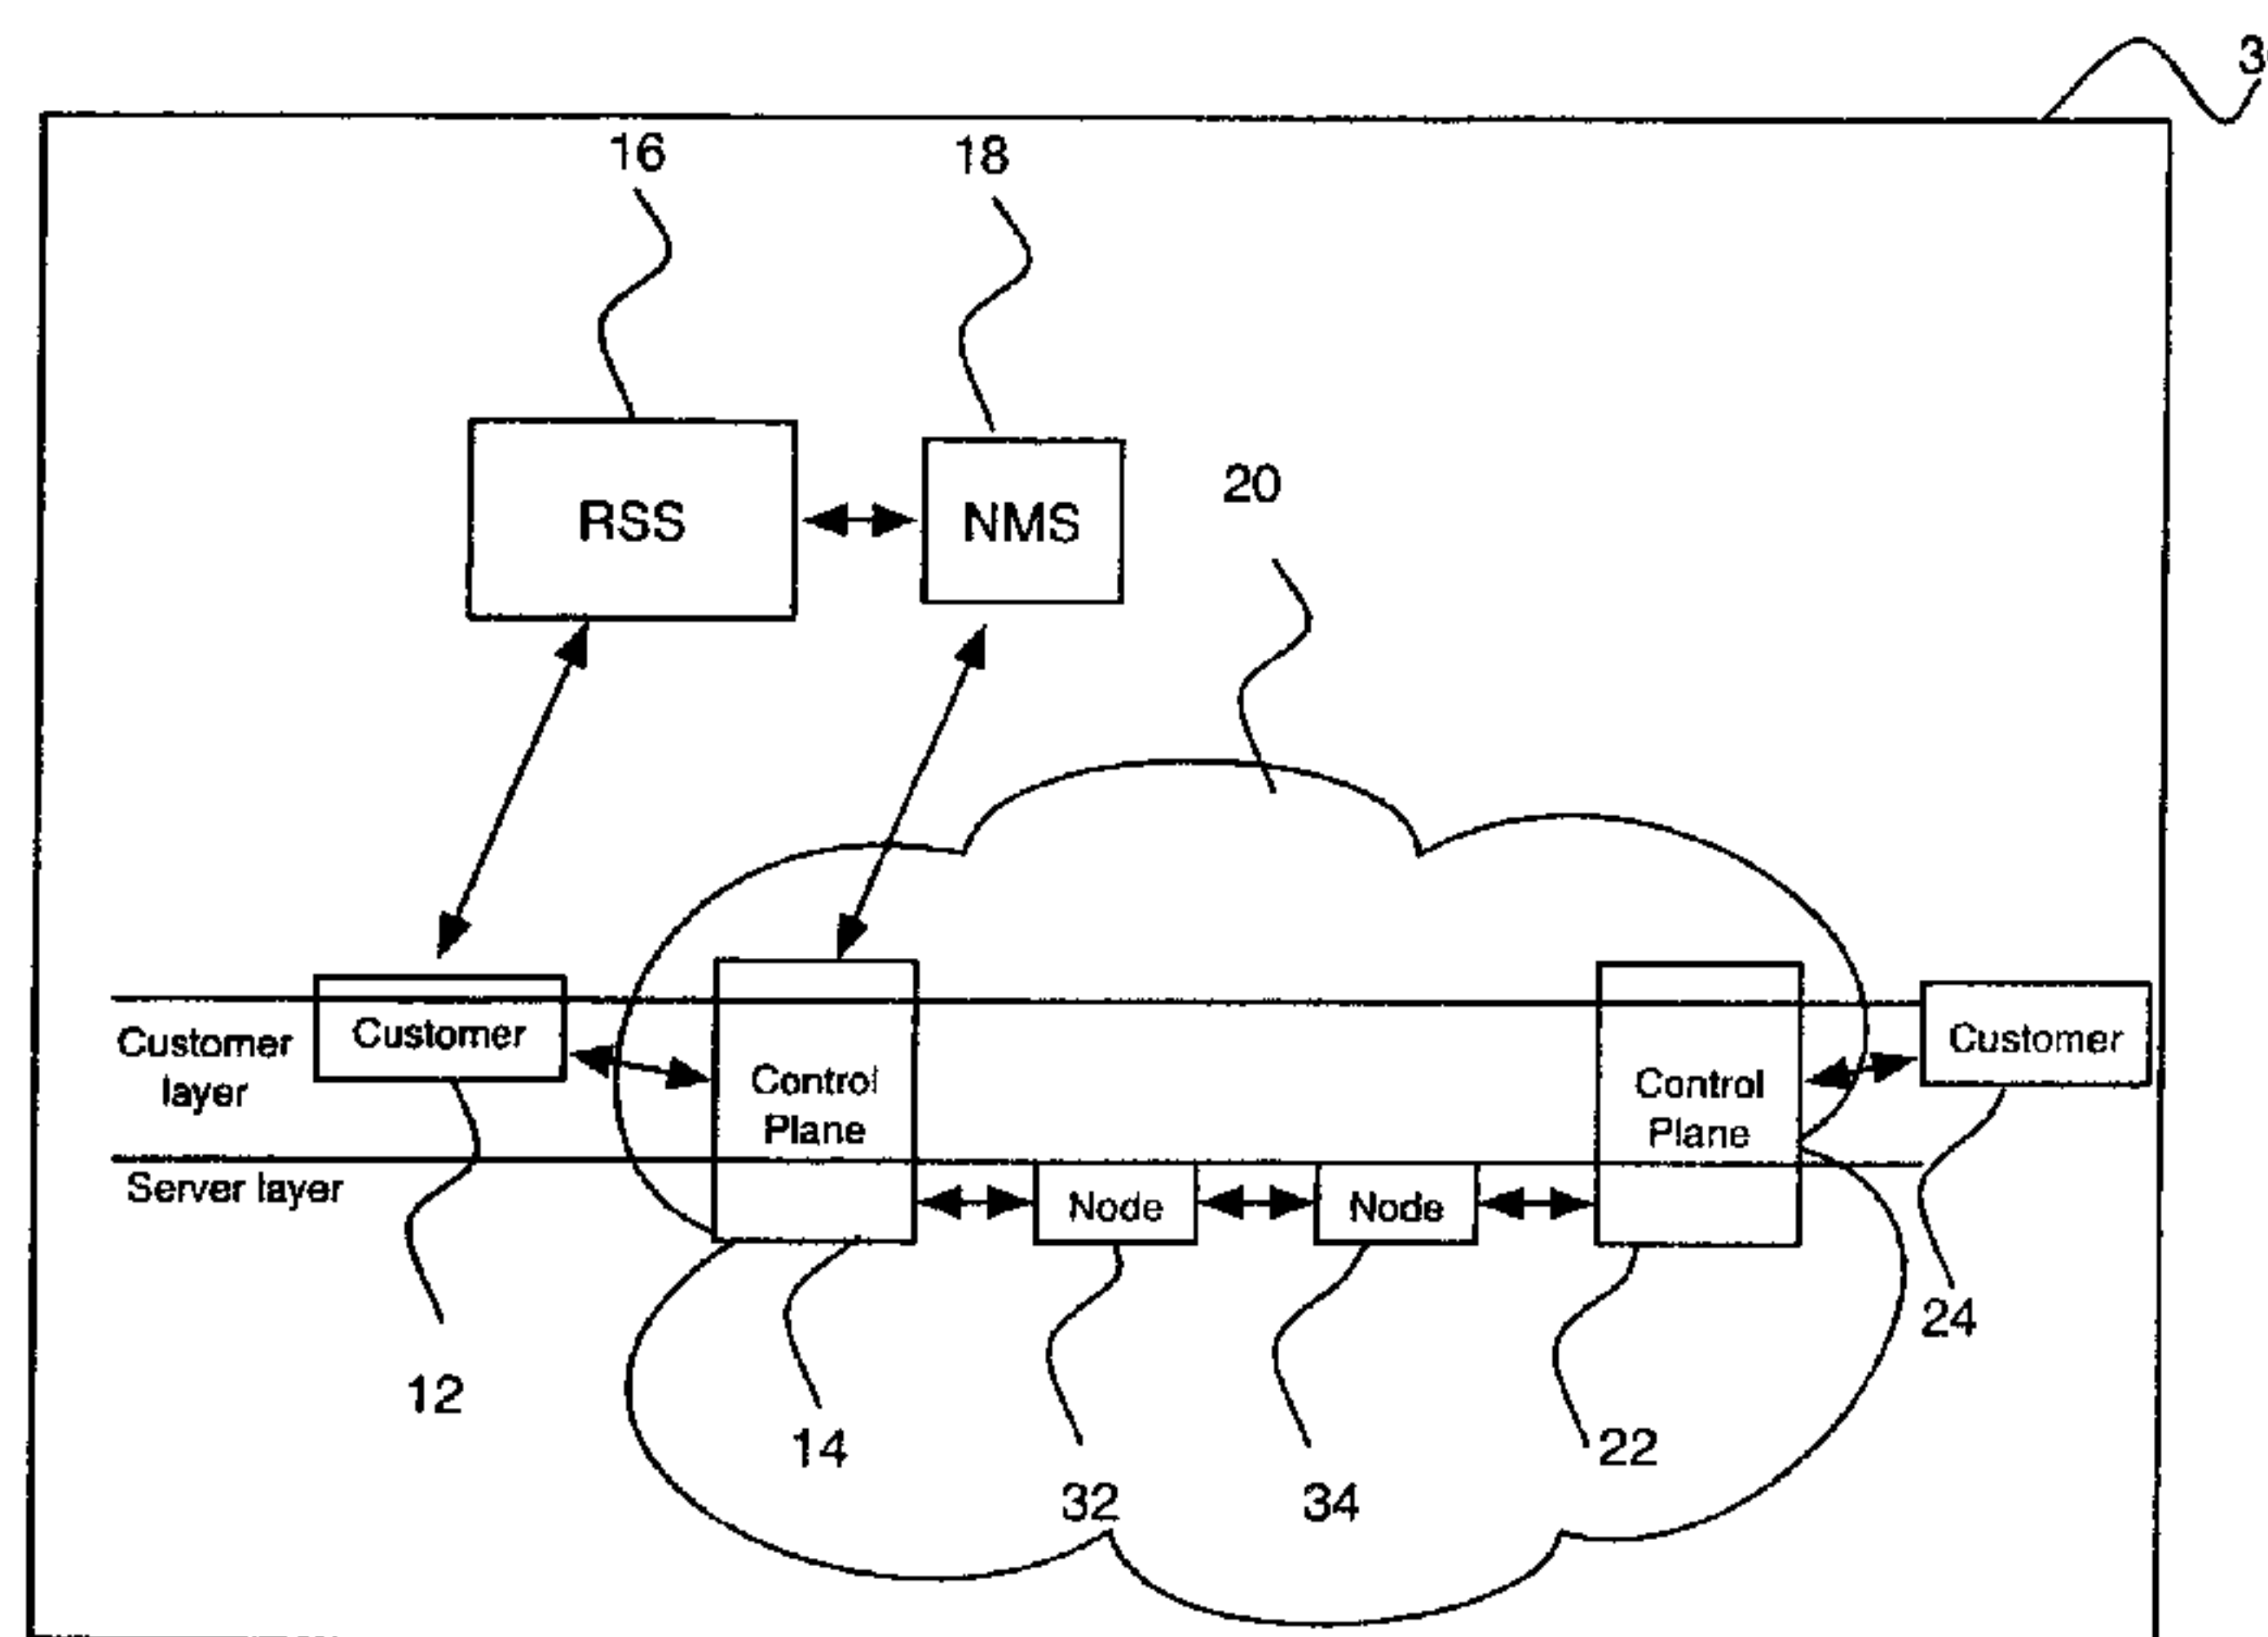 3
16
18
RSS
NMS
20
Customer
layer
Customer
Control
Plane
Control
Plane
Customer
Server layer
Node
Node
12
14
32
34
22
24